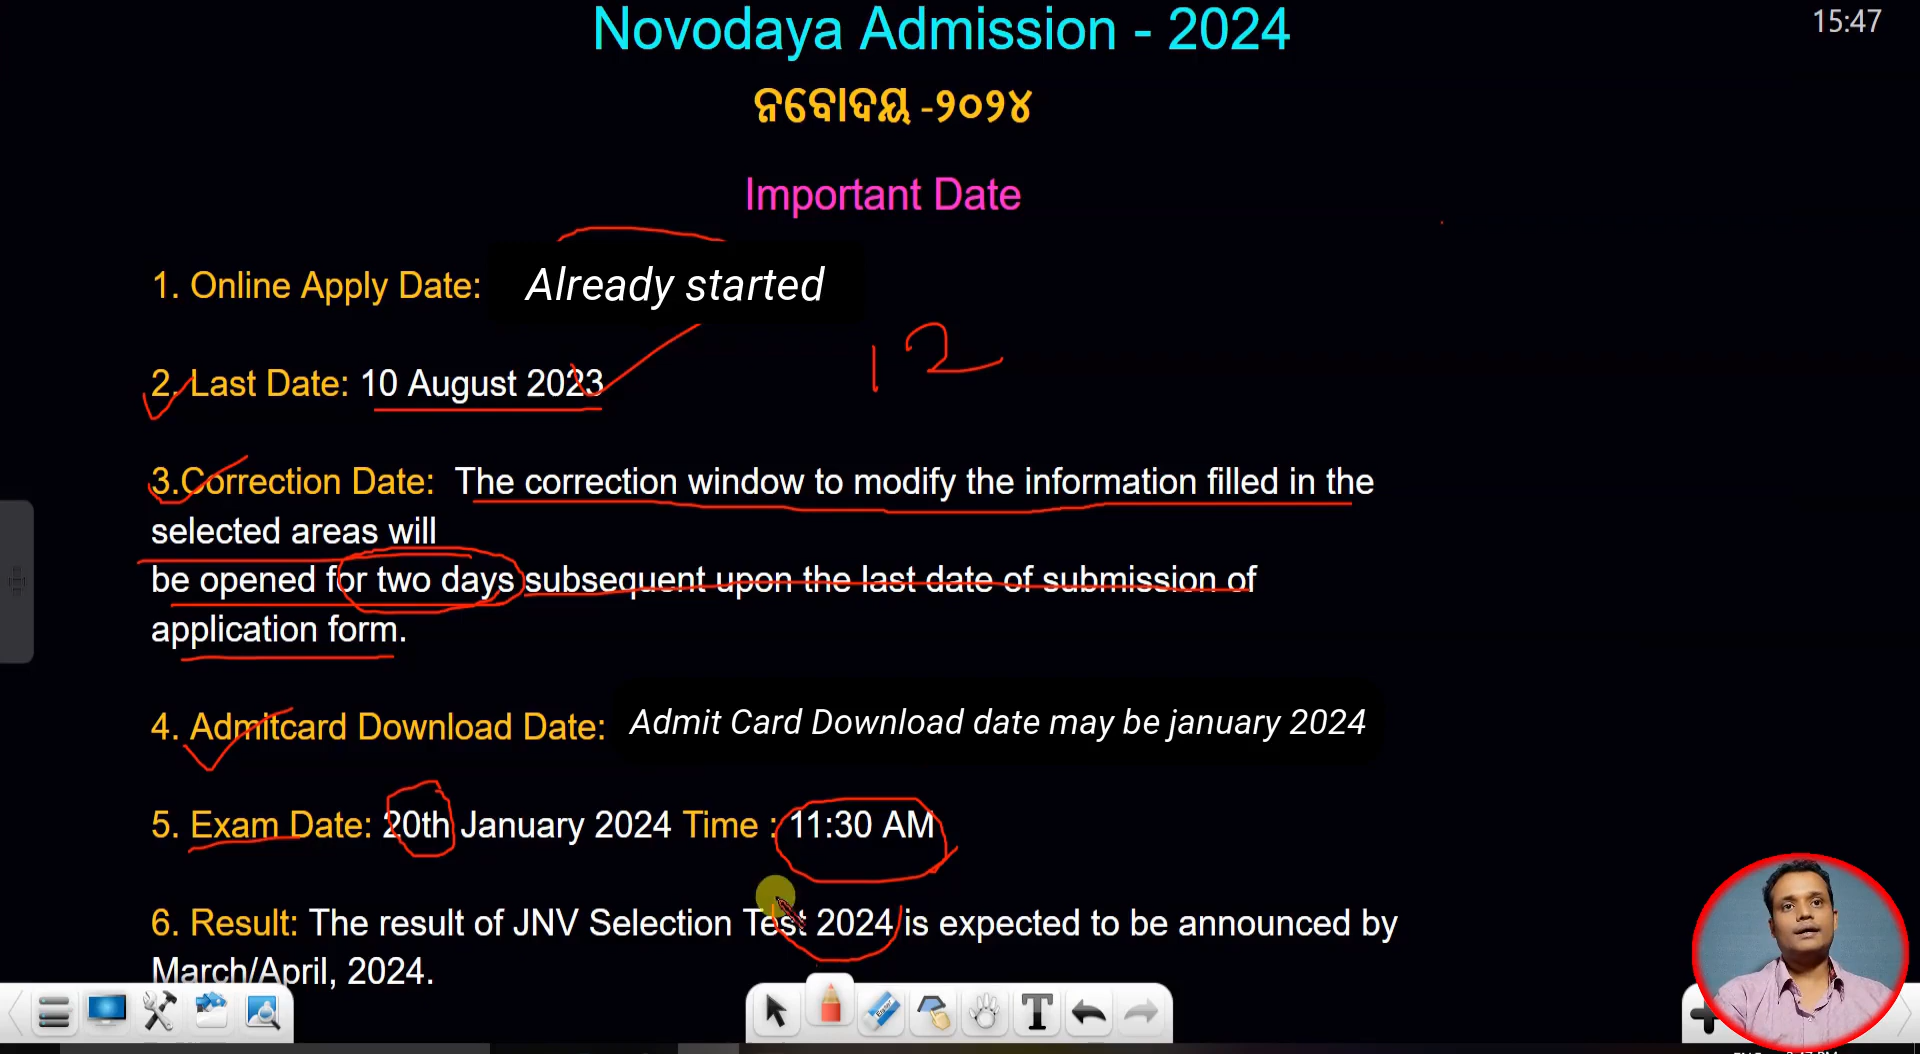 Novodaya Admission - 2024
15:47
ନବୋଦୟ -୨୦୨୪
Important Date
1. Online Apply Date: Already started
12
2. Last Date: 10 August 2023
3.Correction Date: The correction window to modify the information filled in the
selected areas will
be opened for two days subsequent upon the last date of submission of
application form.
4. Admitcard Download Date: Admit Card Download date may be january 2024
5. Exam Date: 20th January 2024 Time : 11:30 AM
6. Result: The result of JNV Selection Test 2024 is expected to be announced by
March/April, 2024.